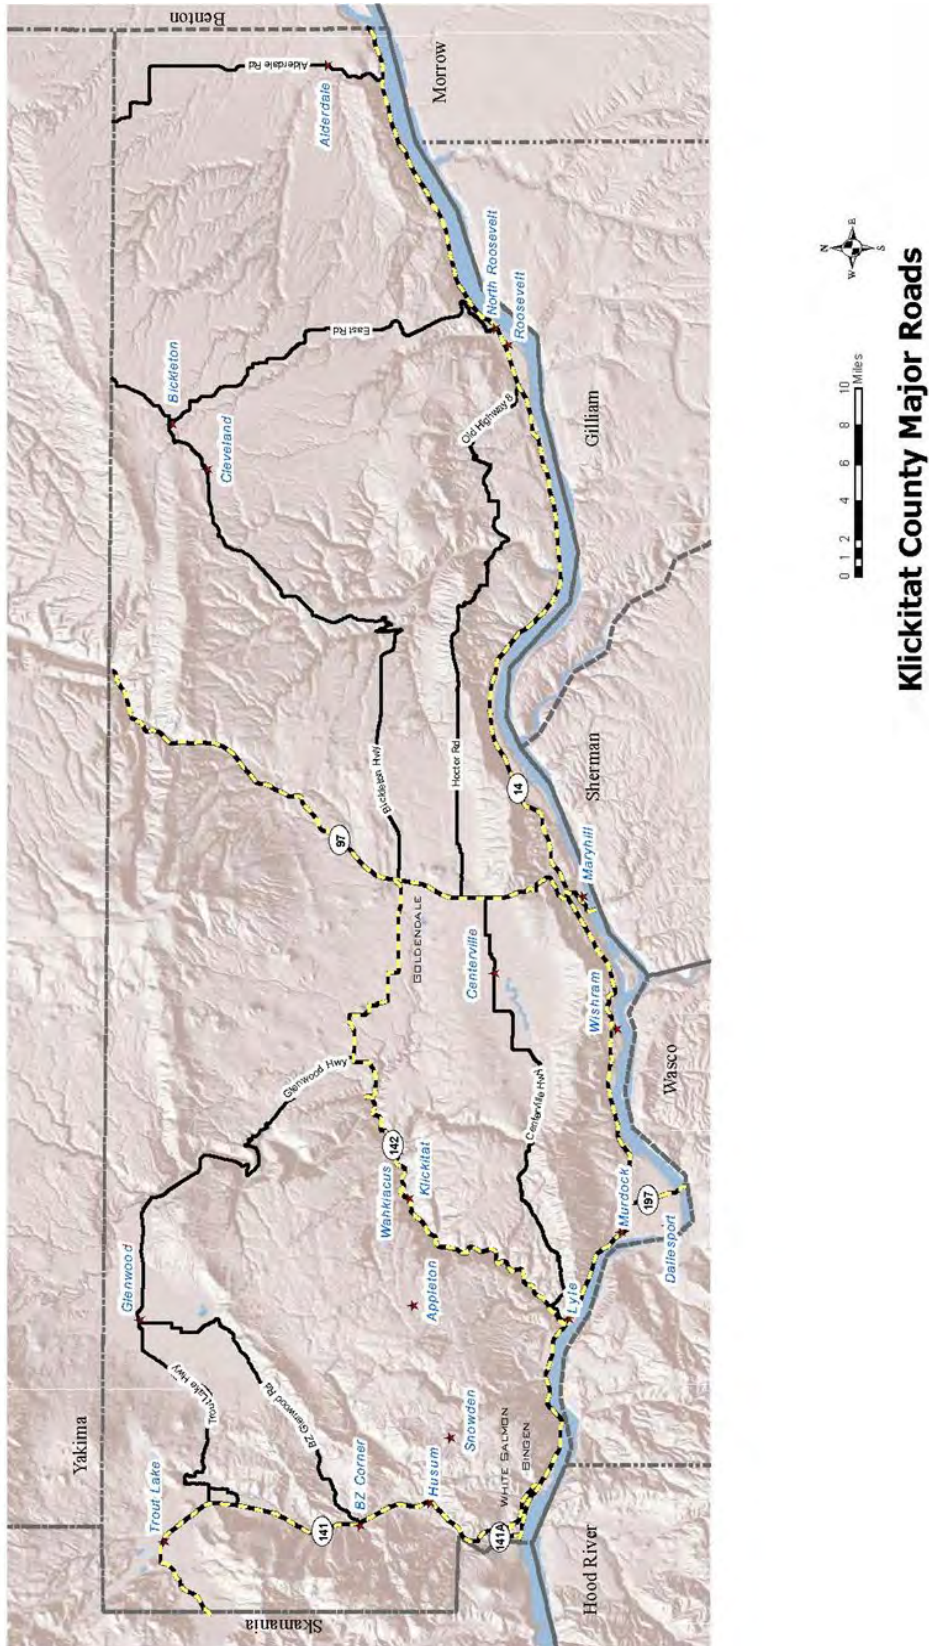 Benton
Yakima
Skamania
Morrow
Gilliam
Sherman
Wasco
Hood River
Alderdale Rd
Alderdale
Bickleton
Cleveland
East Rd
North Roosevelt
Roosevelt
Old Highway 8
Bickleton Hwy
Hoctor Rd
97
14
GOLDENDALE
Maryhill
Centerville
Wishram
Glenwood Hwy
Centerville Hwy
142
Wahkiacus
Klickitat
Murdock
197
Dallesport
Glenwood
Appleton
Lyle
Trout Lake Hwy
BZ Glenwood Rd
Trout Lake
141
BZ Corner
Husum
Snowden
WHITE SALMON
BINGEN
141A
N
W
E
S
0 1 2 4 6 8 10
Miles
Klickitat County Major Roads